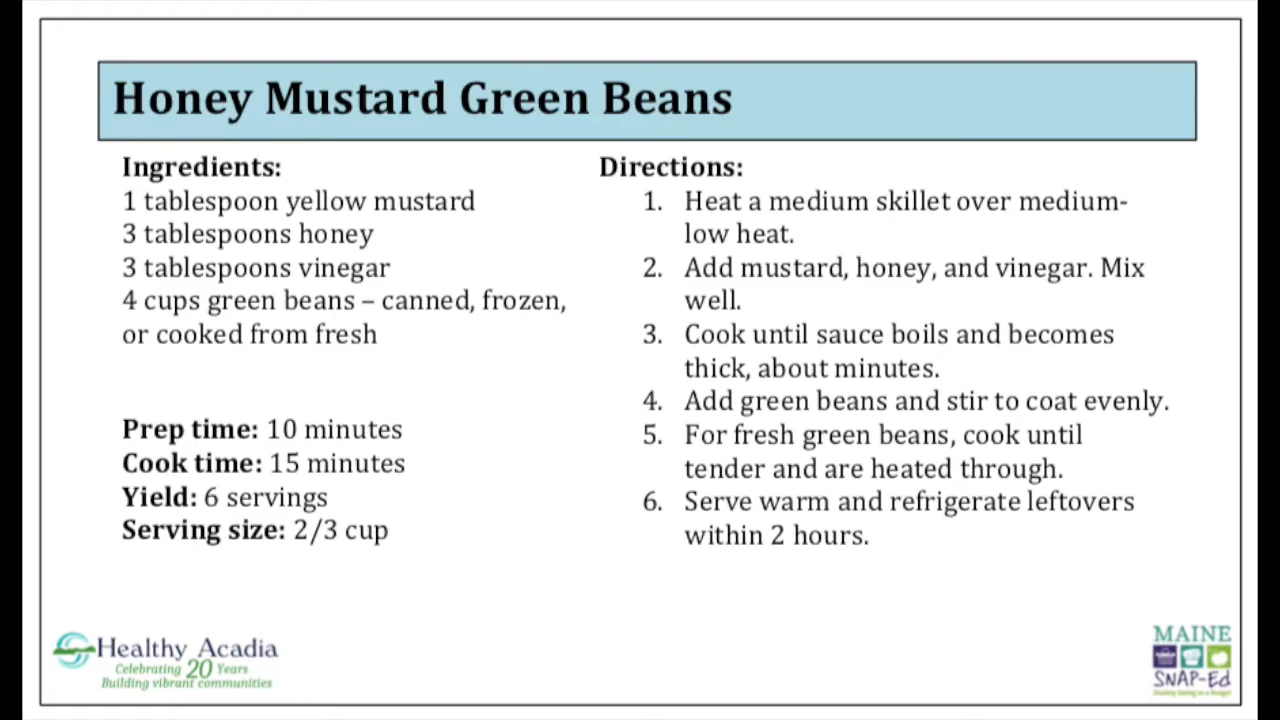 Honey Mustard Green Beans
Ingredients:
1 tablespoon yellow mustard
3 tablespoons honey
3 tablespoons vinegar
4 cups green beans – canned, frozen,
or cooked from fresh
Prep time: 10 minutes
Cook time: 15 minutes
Yield: 6 servings
Serving size: 2/3 cup
Directions:
1. Heat a medium skillet over medium-
low heat.
2. Add mustard, honey, and vinegar. Mix
well.
3. Cook until sauce boils and becomes
thick, about minutes.
4. Add green beans and stir to coat evenly.
5. For fresh green beans, cook until
tender and are heated through.
6. Serve warm and refrigerate leftovers
within 2 hours.
Healthy Acadia
Celebrating 20 Years
Building vibrant communities
MAINE
SNAP-Ed
Healthy Eating on a Budget